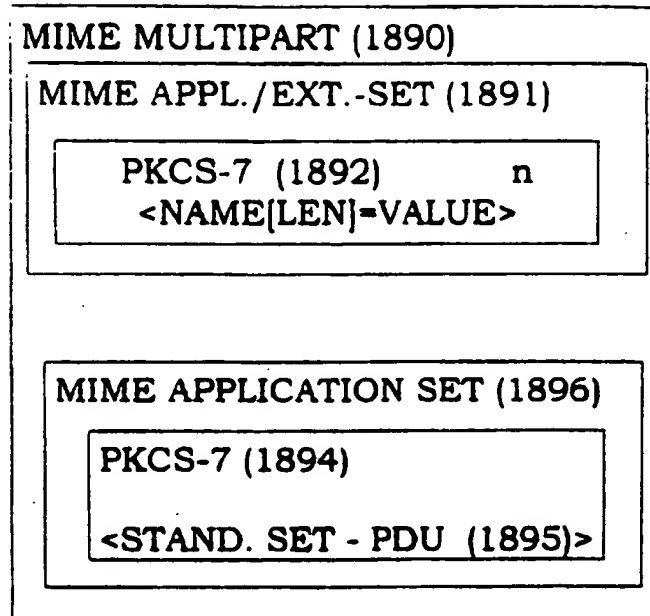 MIME MULTIPART (1890)
MIME APPL./EXT.-SET (1891)
PKCS-7 (1892) n
<NAME[LEN]=VALUE>
MIME APPLICATION SET (1896)
PKCS-7 (1894)
<STAND. SET - PDU (1895)>